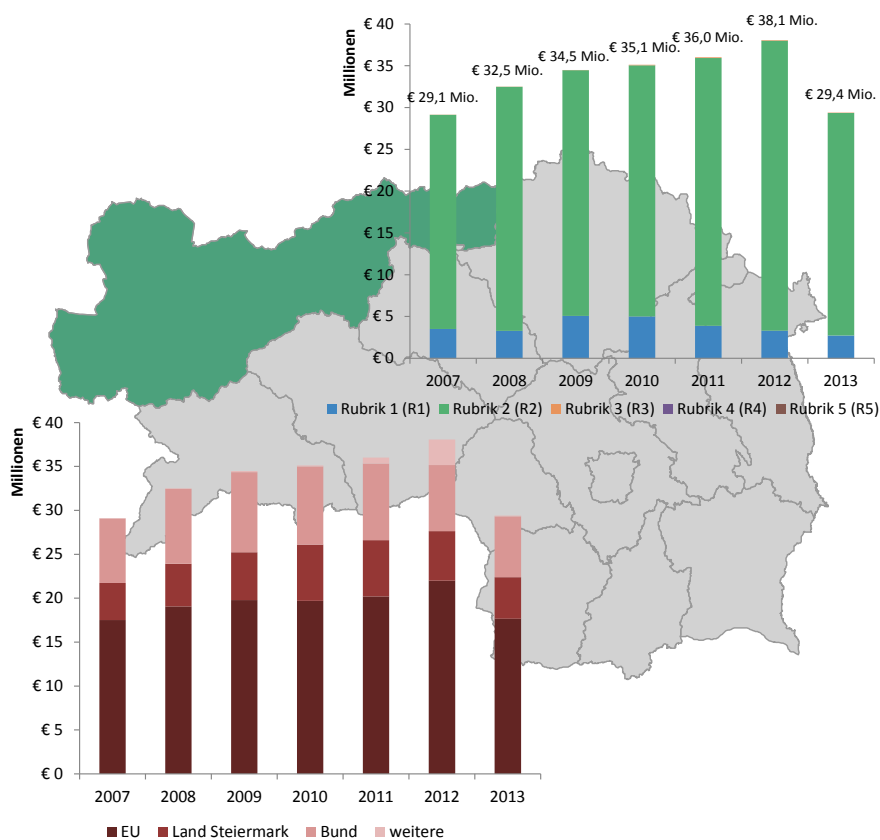 Millionen
€ 40
€ 35
€ 30
€ 25
€ 20
€ 15
€ 10
€ 5
€ 0
€ 29,1 Mio.
€ 32,5 Mio.
€ 34,5 Mio.
€ 35,1 Mio.
€ 36,0 Mio.
€ 38,1 Mio.
€ 29,4 Mio.
2007 2008 2009 2010 2011 2012 2013
Rubrik 1 (R1) Rubrik 2 (R2) Rubrik 3 (R3) Rubrik 4 (R4) Rubrik 5 (R5)
Millionen
€ 40
€ 35
€ 30
€ 25
€ 20
€ 15
€ 10
€ 5
€ 0
2007 2008 2009 2010 2011 2012 2013
EU Land Steiermark Bund weitere